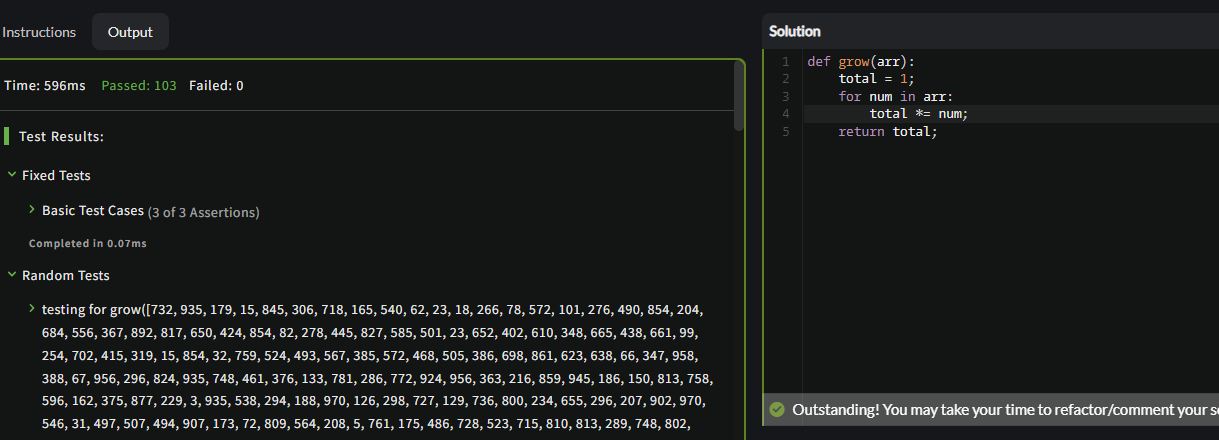 Instructions
Output
Time: 596ms Passed: 103 Failed: 0
Test Results:
Fixed Tests
Basic Test Cases (3 of 3 Assertions)
Completed in 0.07ms
Random Tests
testing for grow([732, 935, 179, 15, 845, 306, 718, 165, 540, 62, 23, 18, 266, 78, 572, 101, 276, 490, 854, 204,
684, 556, 367, 892, 817, 650, 424, 854, 82, 278, 445, 827, 585, 501, 23, 652, 402, 610, 348, 665, 438, 661, 99,
254, 702, 415, 319, 15, 854, 32, 759, 524, 493, 567, 385, 572, 468, 505, 386, 698, 861, 623, 638, 66, 347, 958,
388, 67, 956, 296, 824, 935, 748, 461, 376, 133, 781, 286, 772, 924, 956, 363, 216, 859, 945, 186, 150, 813, 758,
596, 162, 375, 877, 229, 3, 935, 538, 294, 188, 970, 126, 298, 727, 129, 736, 800, 234, 655, 296, 207, 902, 970,
546, 31, 497, 507, 494, 907, 173, 72, 809, 564, 208, 5, 761, 175, 486, 728, 523, 715, 810, 813, 289, 748, 802,
Solution
1 def grow(arr):
2 total = 1;
3 for num in arr:
4 total *= num;
5 return total;
Outstanding! You may take your time to refactor/comment your